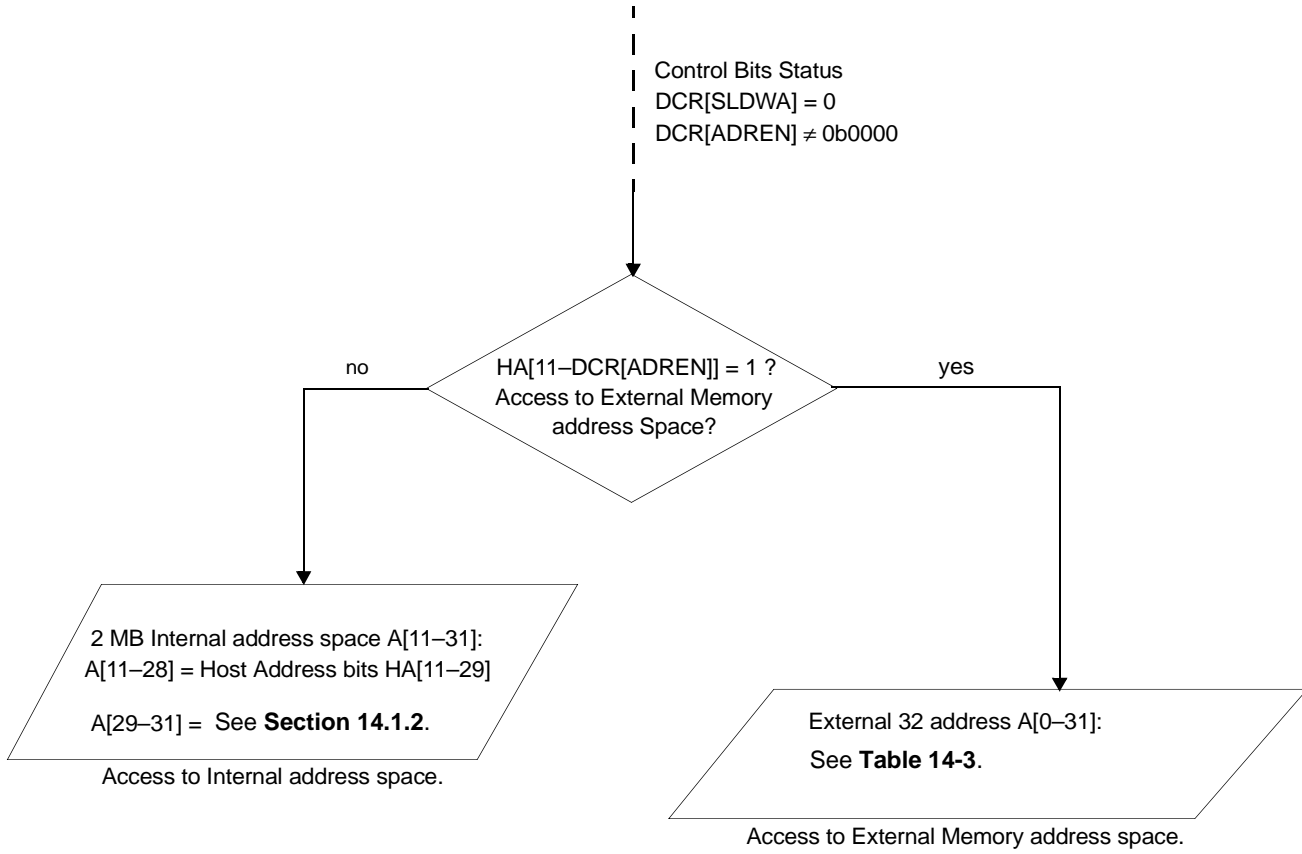 Control Bits Status
DCR[SLDWA] = 0
DCR[ADREN] ≠ 0b0000
HA[11–DCR[ADREN]] = 1 ?
Access to External Memory
address Space?
no
yes
2 MB Internal address space A[11–31]:
A[11–28] = Host Address bits HA[11–29]
A[29–31] = See Section 14.1.2.
Access to Internal address space.
External 32 address A[0–31]:
See Table 14-3.
Access to External Memory address space.